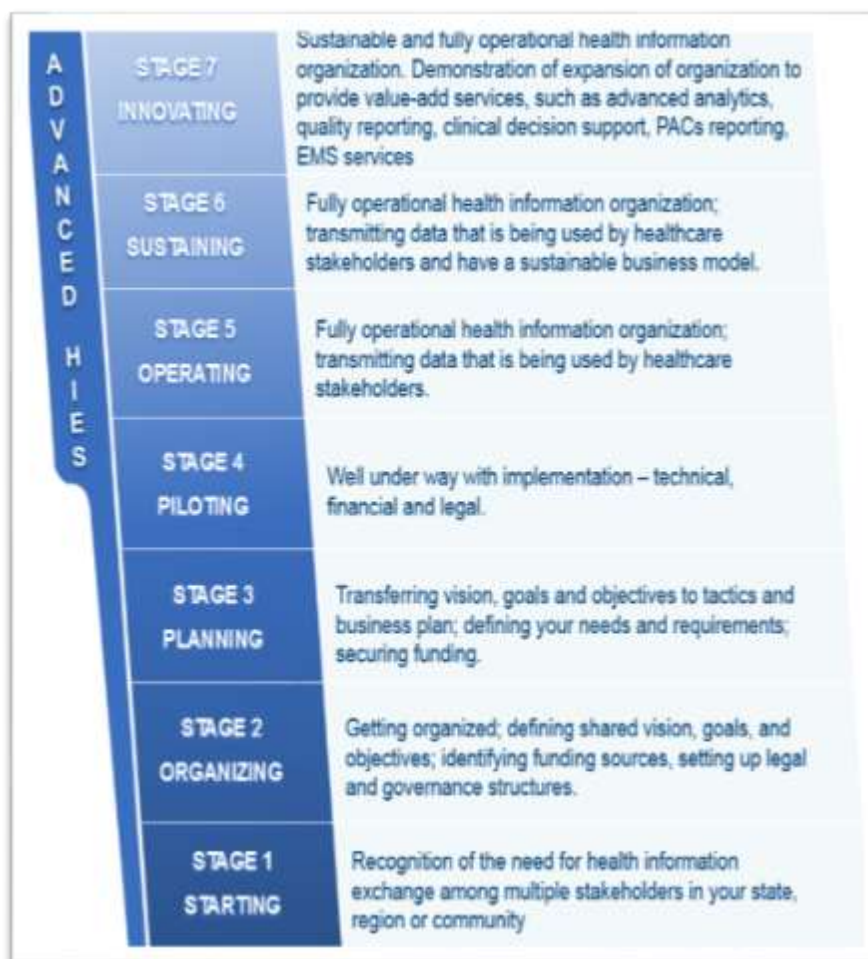 ADVANCED HIES
STAGE 7
INNOVATING
Sustainable and fully operational health information
organization. Demonstration of expansion of organization to
provide value-add services, such as advanced analytics,
quality reporting, clinical decision support, PACs reporting,
EMS services
STAGE 6
SUSTAINING
Fully operational health information organization;
transmitting data that is being used by healthcare
stakeholders and have a sustainable business model.
STAGE 5
OPERATING
Fully operational health information organization;
transmitting data that is being used by healthcare
stakeholders.
STAGE 4
PILOTING
Well under way with implementation – technical,
financial and legal.
STAGE 3
PLANNING
Transferring vision, goals and objectives to tactics and
business plan; defining your needs and requirements;
securing funding.
STAGE 2
ORGANIZING
Getting organized; defining shared vision, goals, and
objectives; identifying funding sources, setting up legal
and governance structures.
STAGE 1
STARTING
Recognition of the need for health information
exchange among multiple stakeholders in your state,
region or community